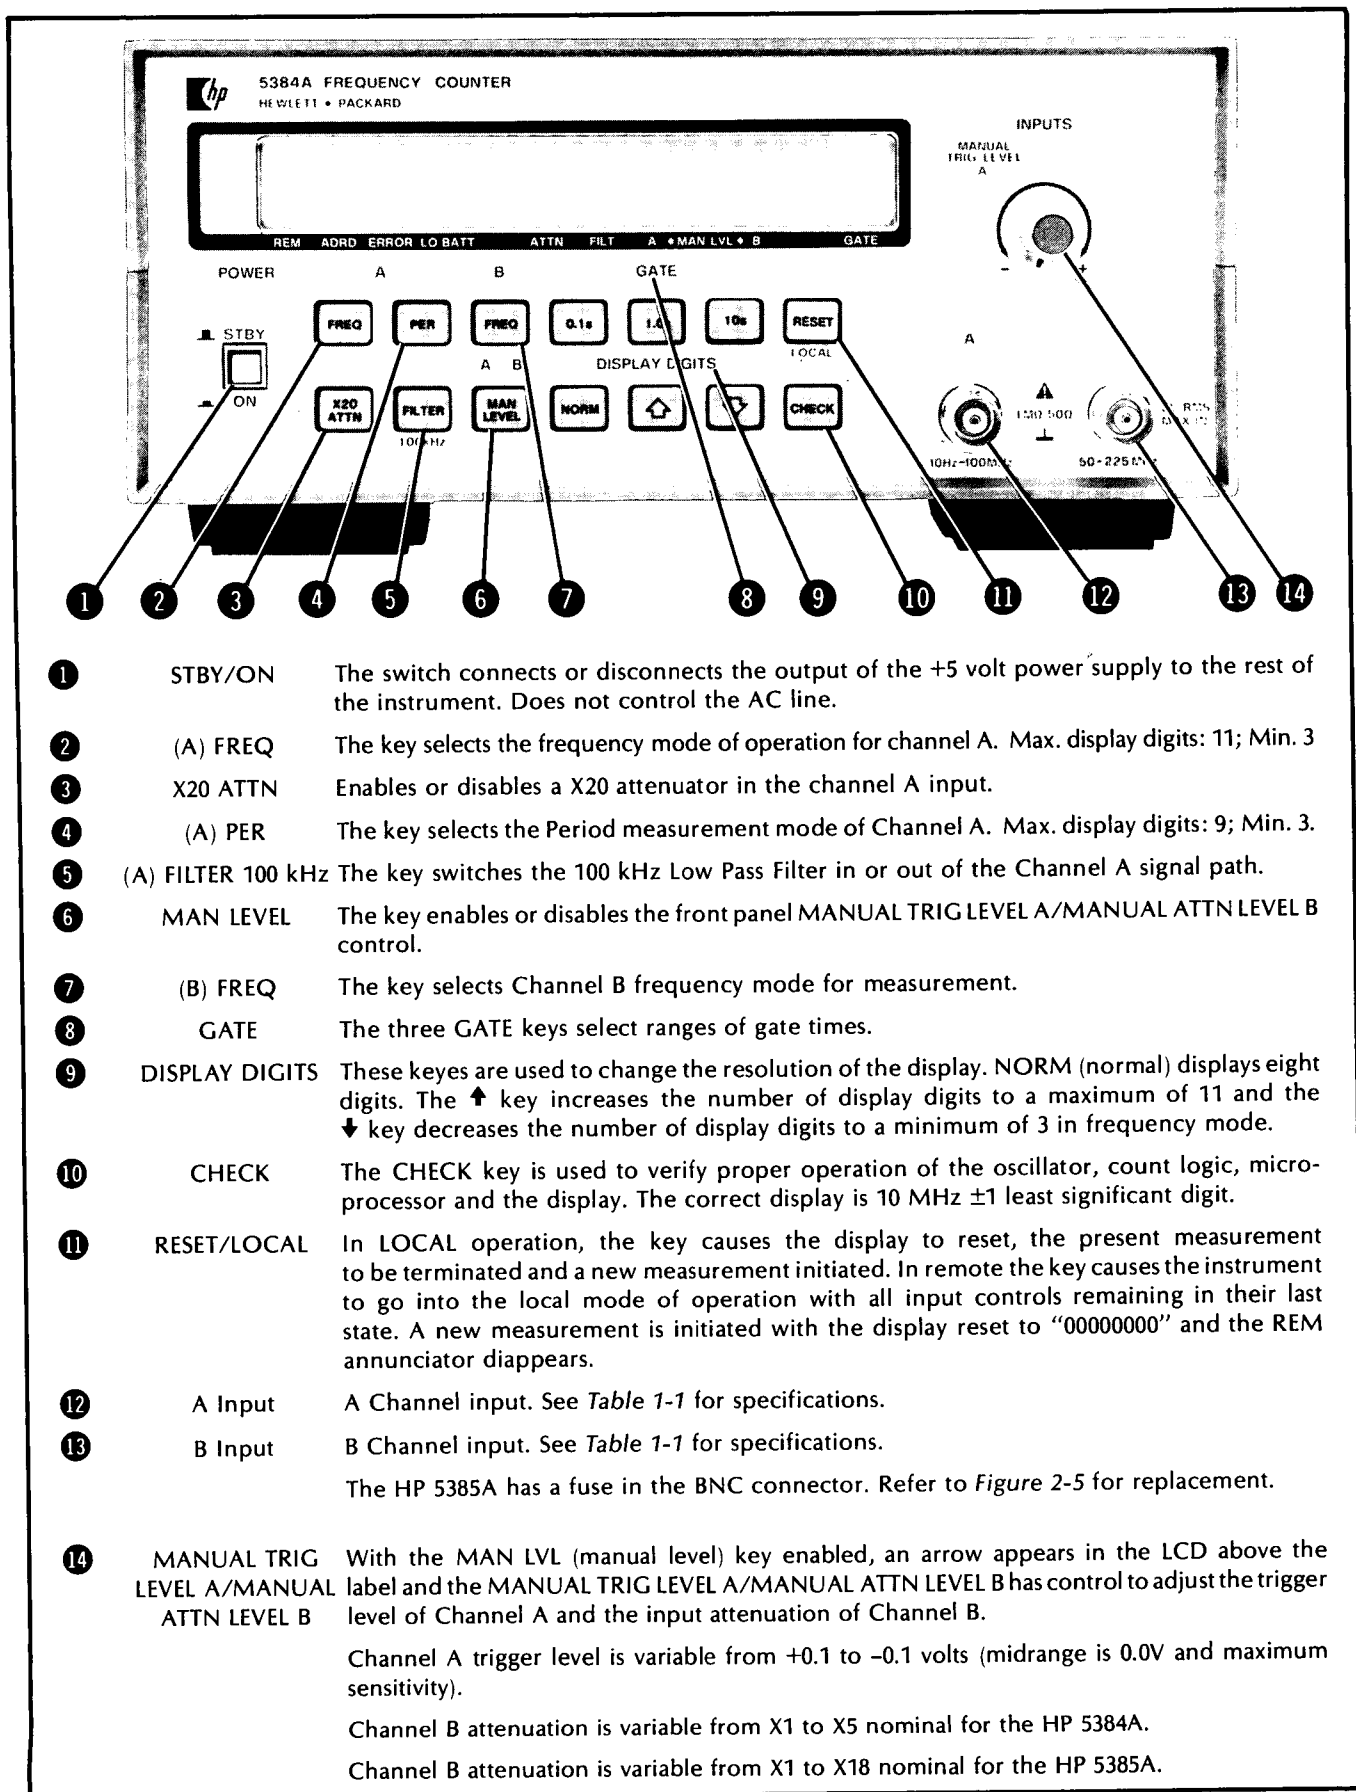 hp 5384A FREQUENCY COUNTER
HEWLETT • PACKARD
INPUTS
MANUAL
TRIG LEVEL
A
REM ADRD ERROR LO BATT ATTN FILT A ♦MAN LVL♦ B GATE
POWER A B GATE
STBY
FREQ PER FREQ 0.1s 1.0s 10s RESET
LOCAL
- +
A
ON
A B DISPLAY DIGITS
X20 ATTN FILTER MAN LEVEL NORM CHECK
100kHz
1MΩ 50Ω
10Hz-100MHz 50-225MHz
1 2 3 4 5 6 7 8 9 10 11 12 13 14
1 STBY/ON The switch connects or disconnects the output of the +5 volt power supply to the rest of
the instrument. Does not control the AC line.
2 (A) FREQ The key selects the frequency mode of operation for channel A. Max. display digits: 11; Min. 3
3 X20 ATTN Enables or disables a X20 attenuator in the channel A input.
4 (A) PER The key selects the Period measurement mode of Channel A. Max. display digits: 9; Min. 3.
5 (A) FILTER 100 kHz The key switches the 100 kHz Low Pass Filter in or out of the Channel A signal path.
6 MAN LEVEL The key enables or disables the front panel MANUAL TRIG LEVEL A/MANUAL ATTN LEVEL B
control.
7 (B) FREQ The key selects Channel B frequency mode for measurement.
8 GATE The three GATE keys select ranges of gate times.
9 DISPLAY DIGITS These keyes are used to change the resolution of the display. NORM (normal) displays eight
digits. The ↑ key increases the number of display digits to a maximum of 11 and the
↓ key decreases the number of display digits to a minimum of 3 in frequency mode.
10 CHECK The CHECK key is used to verify proper operation of the oscillator, count logic, micro-
processor and the display. The correct display is 10 MHz ±1 least significant digit.
11 RESET/LOCAL In LOCAL operation, the key causes the display to reset, the present measurement
to be terminated and a new measurement initiated. In remote the key causes the instrument
to go into the local mode of operation with all input controls remaining in their last
state. A new measurement is initiated with the display reset to "00000000" and the REM
annunciator diappears.
12 A Input A Channel input. See Table 1-1 for specifications.
13 B Input B Channel input. See Table 1-1 for specifications.
The HP 5385A has a fuse in the BNC connector. Refer to Figure 2-5 for replacement.
14 MANUAL TRIG With the MAN LVL (manual level) key enabled, an arrow appears in the LCD above the
LEVEL A/MANUAL label and the MANUAL TRIG LEVEL A/MANUAL ATTN LEVEL B has control to adjust the trigger
ATTN LEVEL B level of Channel A and the input attenuation of Channel B.
Channel A trigger level is variable from +0.1 to -0.1 volts (midrange is 0.0V and maximum
sensitivity).
Channel B attenuation is variable from X1 to X5 nominal for the HP 5384A.
Channel B attenuation is variable from X1 to X18 nominal for the HP 5385A.